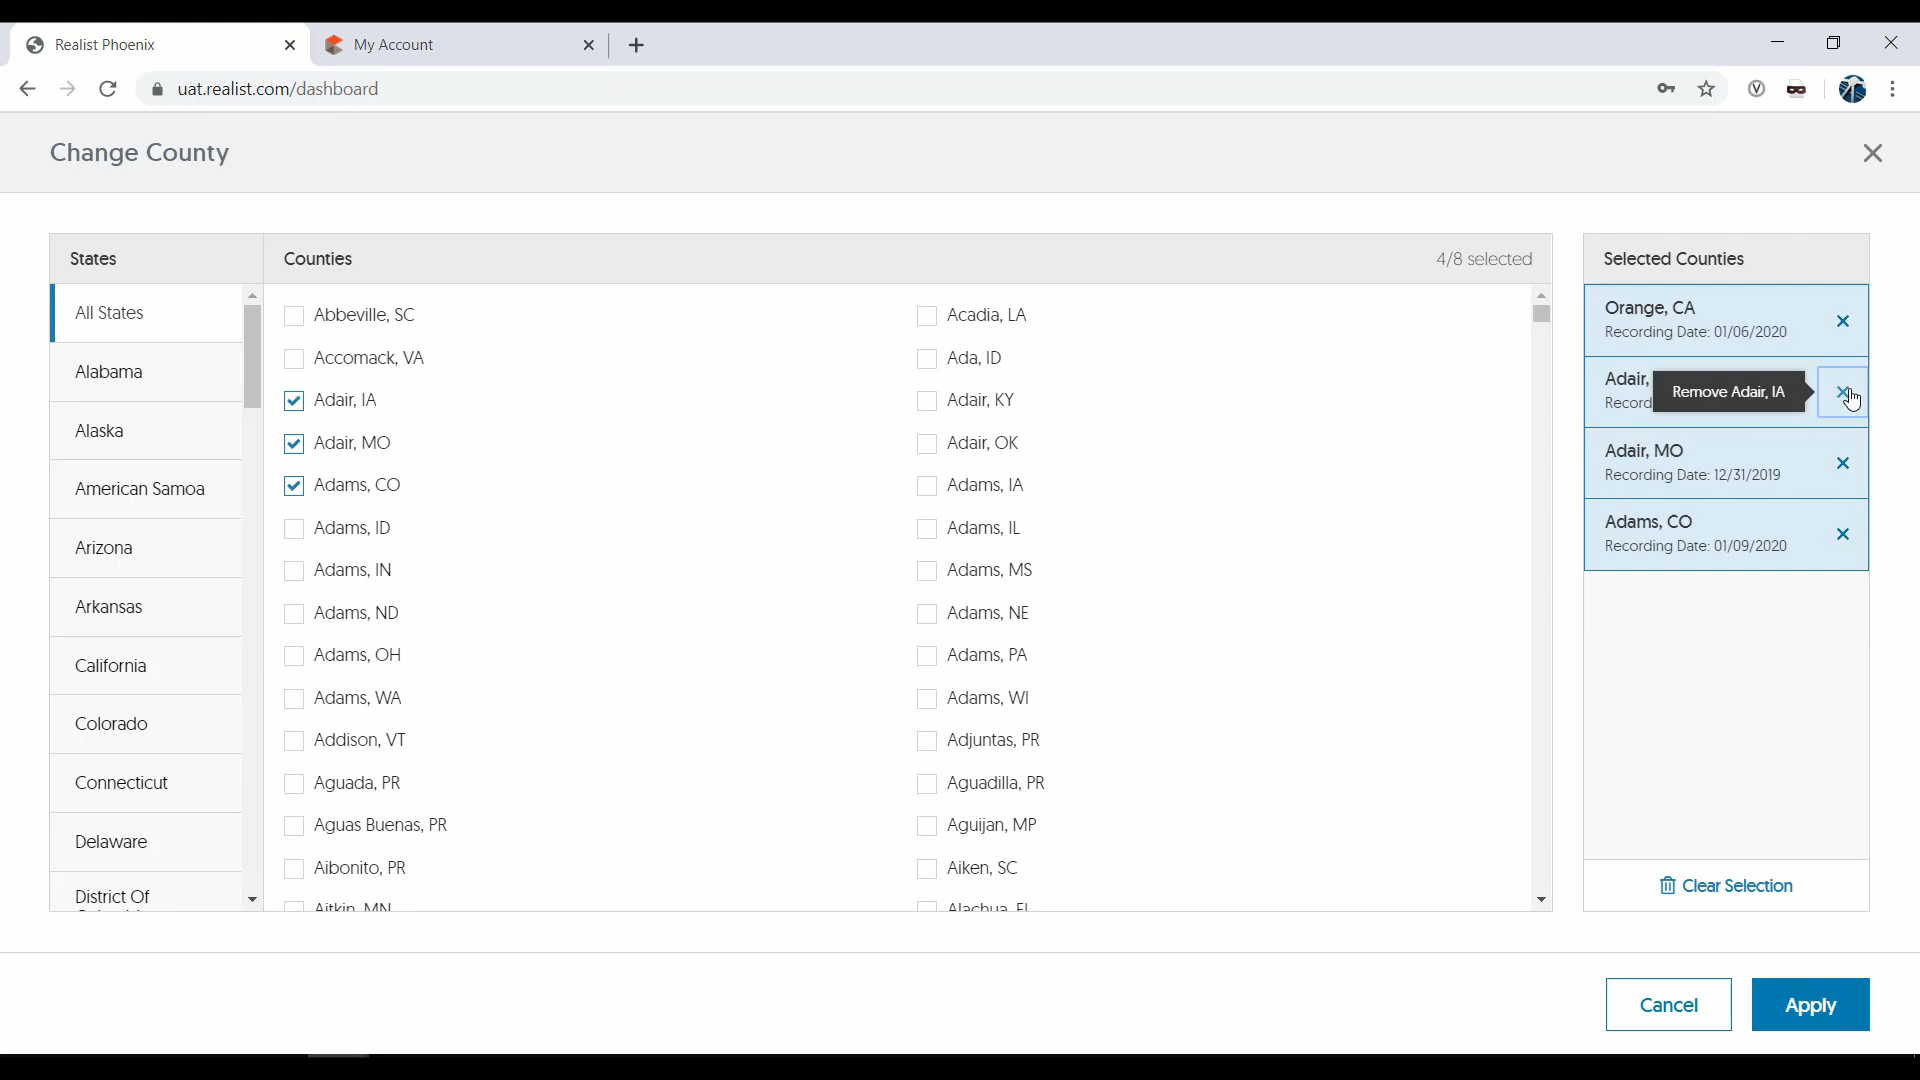 Realist Phoenix
My Account
uat.realist.com/dashboard
Change County
States
Counties
4/8 selected
Selected Counties
All States
Alabama
Alaska
American Samoa
Arizona
Arkansas
California
Colorado
Connecticut
Delaware
District Of
Abbeville, SC
Acadia, LA
Accomack, VA
Ada, ID
Adair, IA
Adair, KY
Adair, MO
Adair, OK
Adams, CO
Adams, IA
Adams, ID
Adams, IL
Adams, IN
Adams, MS
Adams, ND
Adams, NE
Adams, OH
Adams, PA
Adams, WA
Adams, WI
Addison, VT
Adjuntas, PR
Aguada, PR
Aguadilla, PR
Aguas Buenas, PR
Aguijan, MP
Aibonito, PR
Aiken, SC
Aitkin, MN
Alachua, FL
Orange, CA
Recording Date: 01/06/2020
Adair,
Record
Remove Adair, IA
Adair, MO
Recording Date: 12/31/2019
Adams, CO
Recording Date: 01/09/2020
Clear Selection
Cancel
Apply